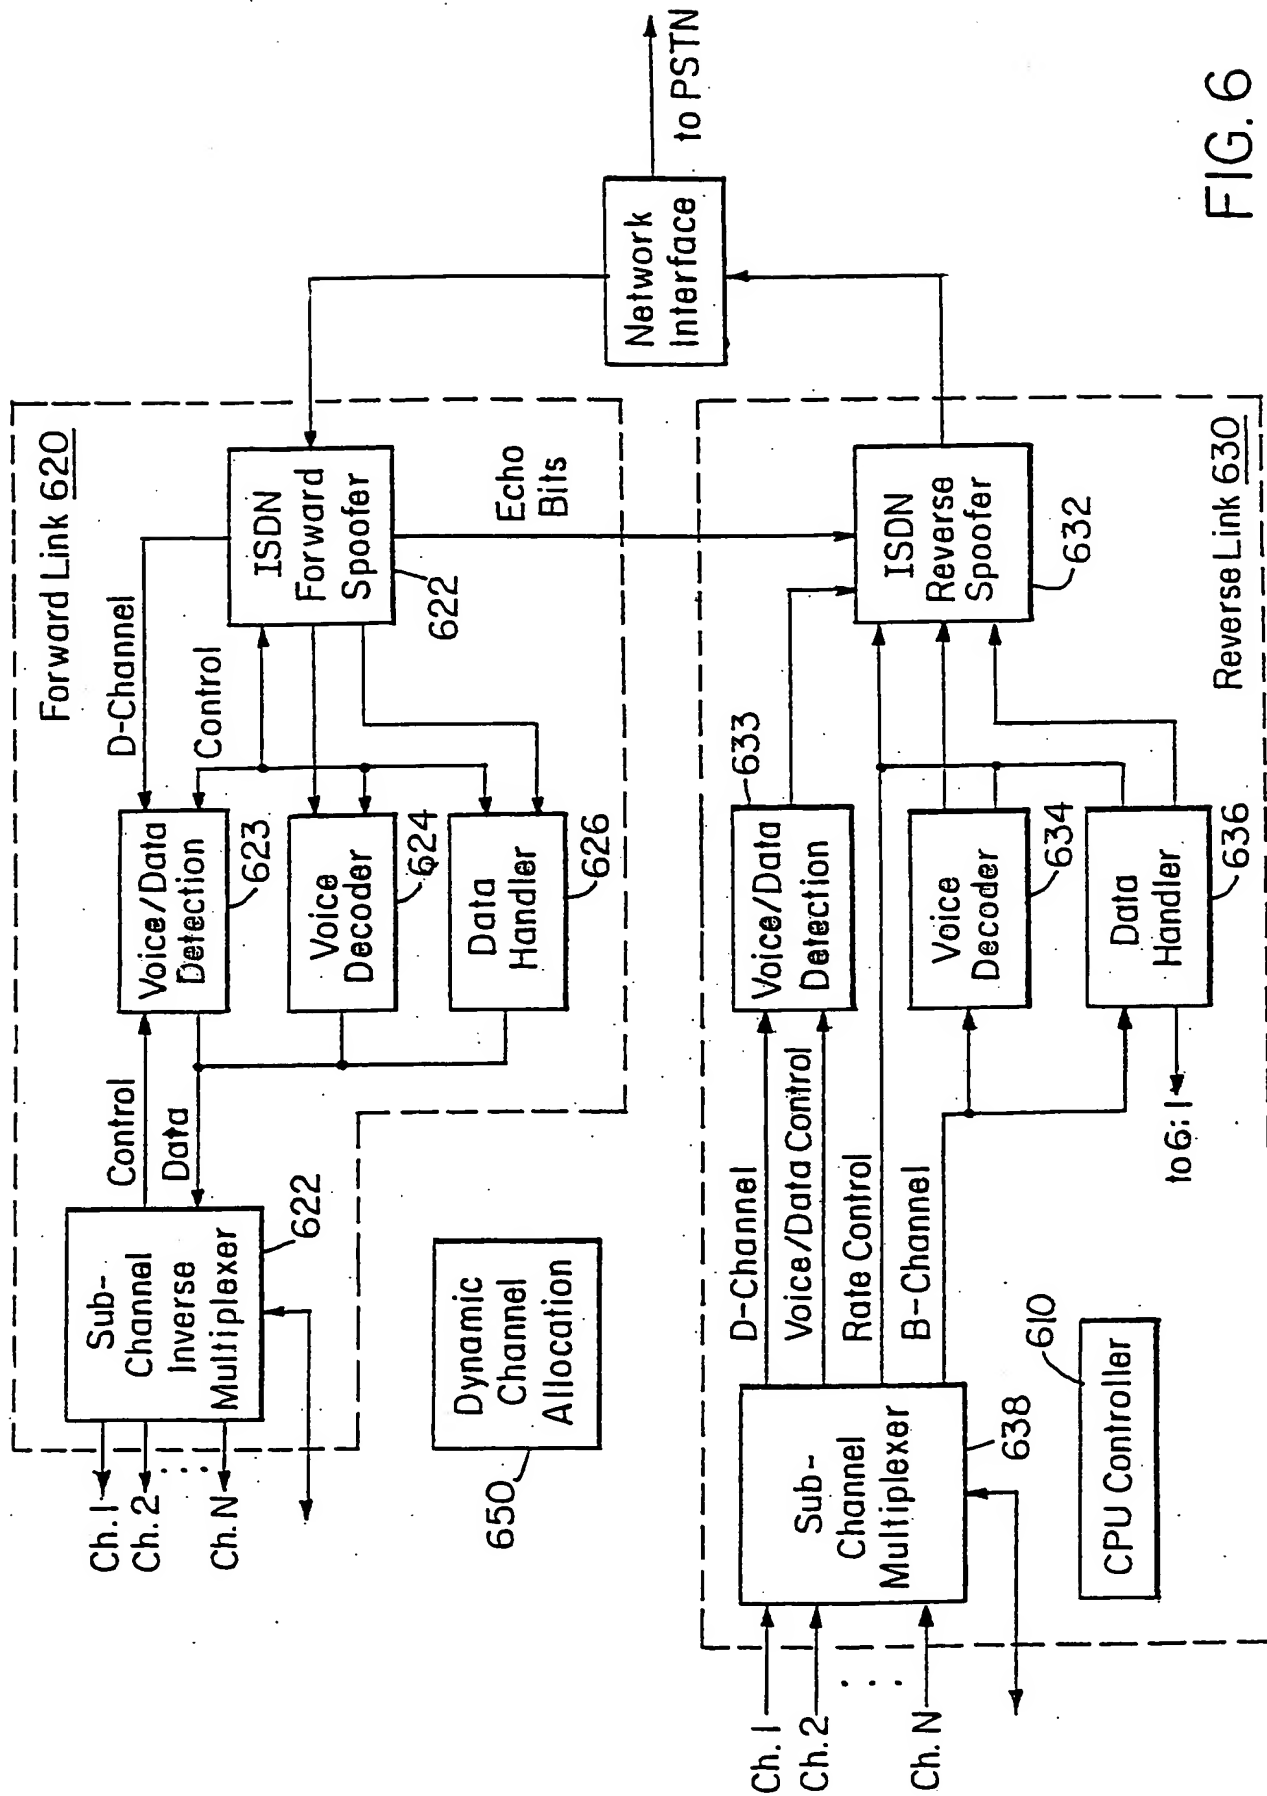 Forward Link 620
D-Channel
Control
ISDN
Forward
Spoofer
622
Echo
Bits
Voice/Data
Detection
623
Voice
Decoder
624
Data
Handler
626
Control
Data
Sub-
Channel
Inverse
Multiplexer
622
Ch. 1
Ch. 2
Ch. N
Dynamic
Channel
Allocation
650
Network
Interface
to PSTN
Reverse Link 630
ISDN
Reverse
Spoofer
632
Voice/Data
Detection
633
Voice
Decoder
634
Data
Handler
636
to 6:1
D-Channel
Voice/Data Control
Rate Control
B-Channel
Sub-
Channel
Multiplexer
638
Ch. 1
Ch. 2
Ch. N
CPU Controller
610
FIG. 6